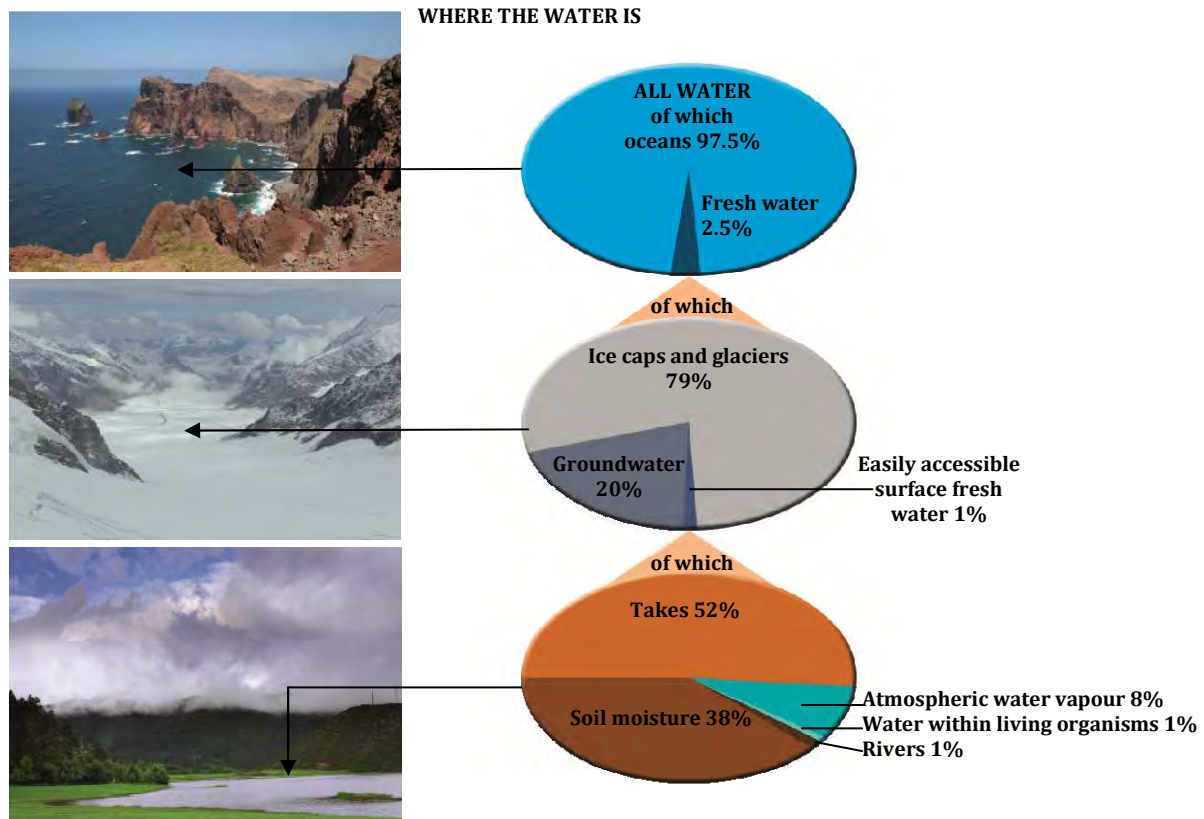 WHERE THE WATER IS
ALL WATER
of which
oceans 97.5%
Fresh water
2.5%
of which
Ice caps and glaciers
79%
Groundwater
20%
Easily accessible
surface fresh
water 1%
of which
Takes 52%
Soil moisture 38%
Atmospheric water vapour 8%
Water within living organisms 1%
Rivers 1%